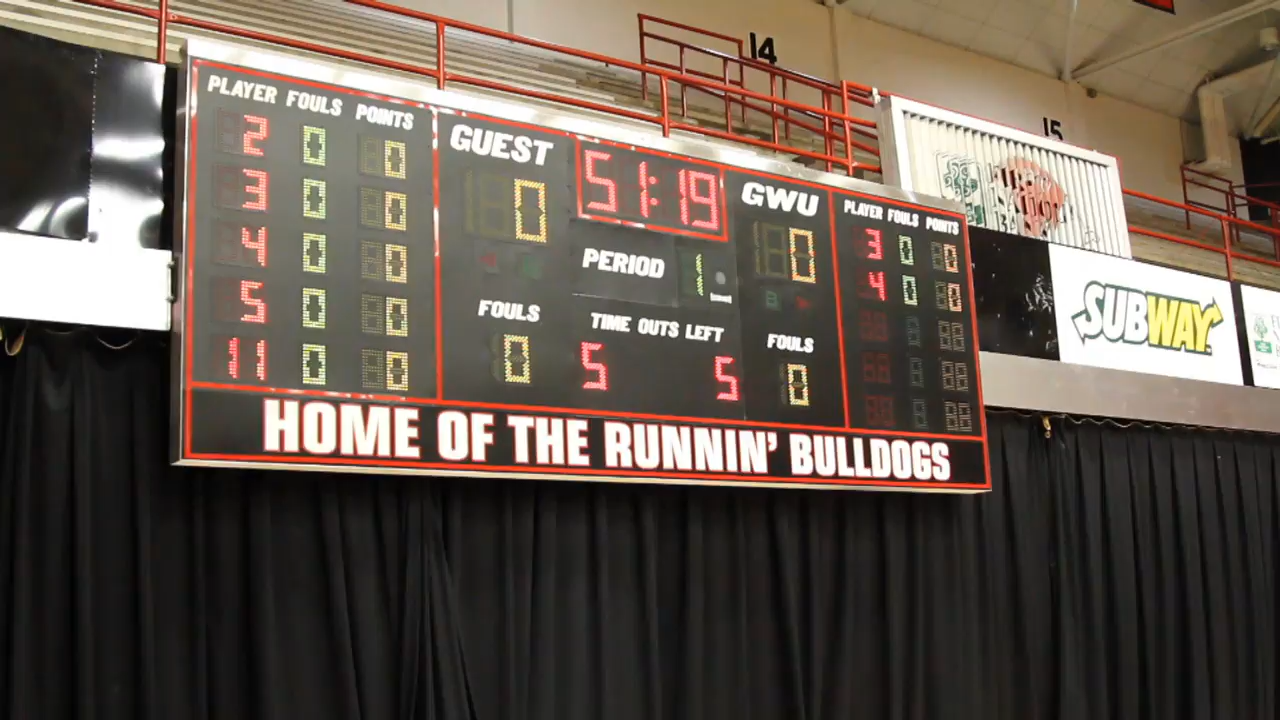 14
15
PLAYER FOULS POINTS
2 0 0
3 0 0
4 0 0
5 0 0
11 0 0
GUEST
0
51:19
GWU
0
PERIOD 1
FOULS
0
TIME OUTS LEFT
5 5
FOULS
0
PLAYER FOULS POINTS
3 0 0
4 0 0
HOME OF THE RUNNIN' BULLDOGS
SUBWAY